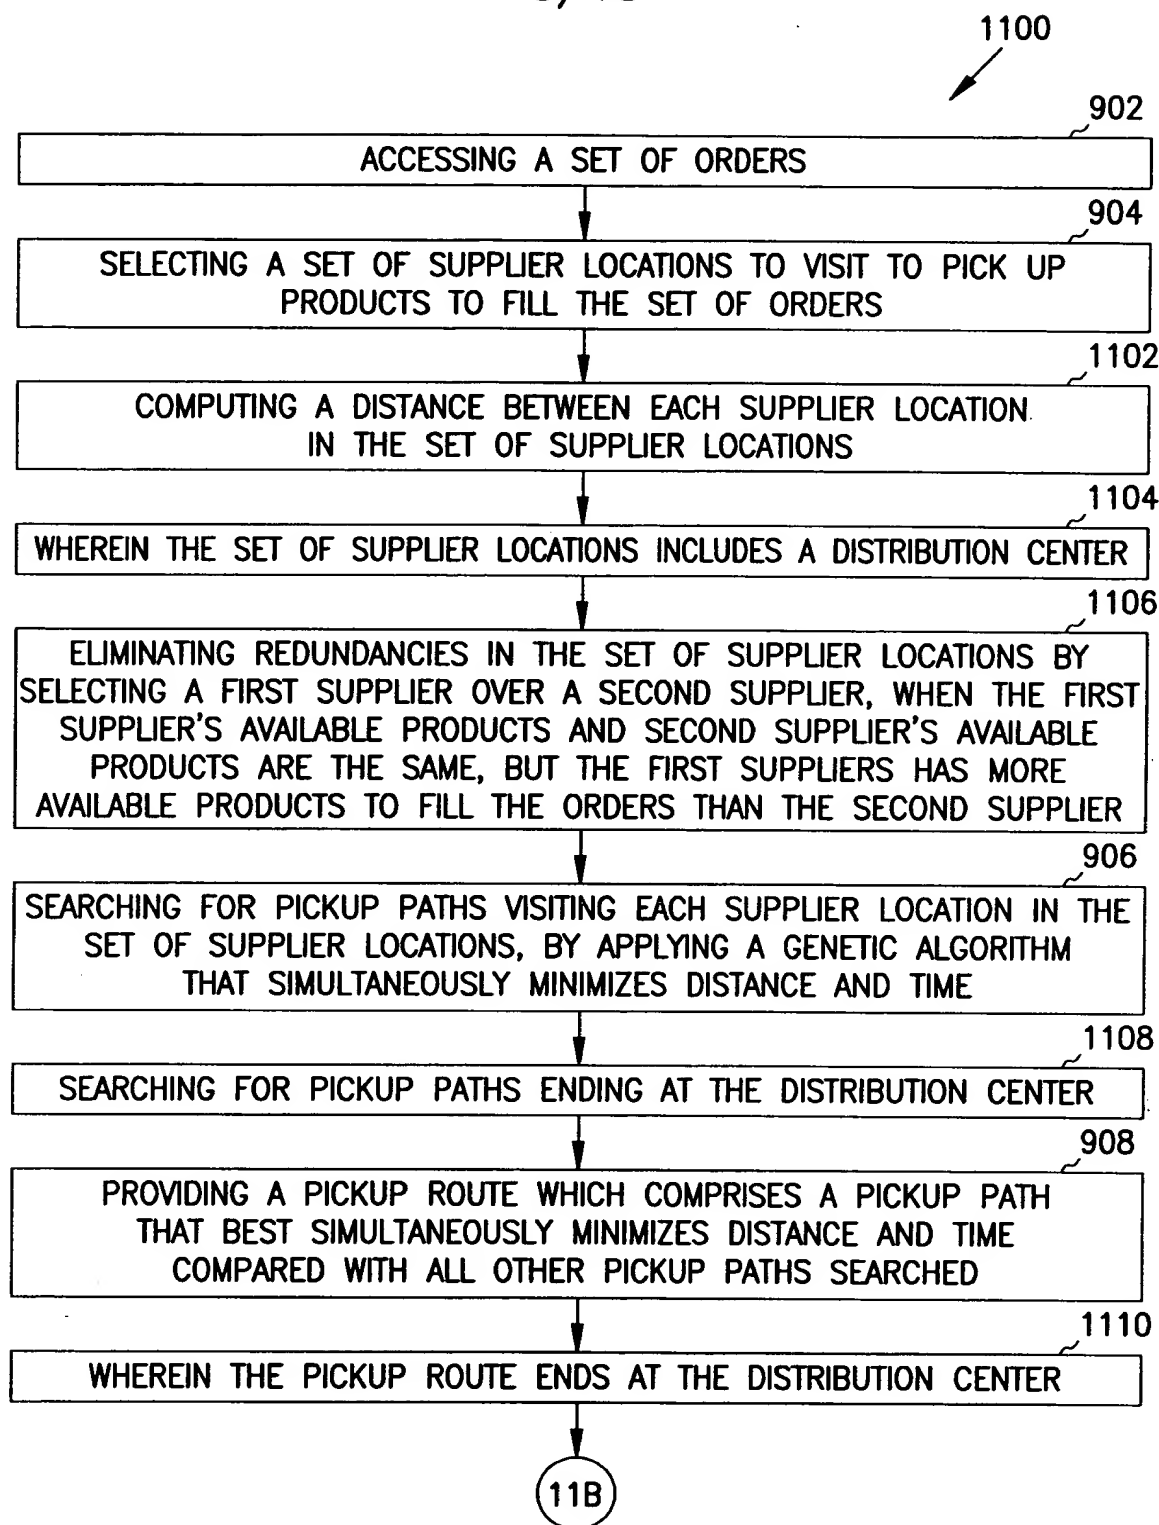 1100
902
ACCESSING A SET OF ORDERS
904
SELECTING A SET OF SUPPLIER LOCATIONS TO VISIT TO PICK UP
PRODUCTS TO FILL THE SET OF ORDERS
1102
COMPUTING A DISTANCE BETWEEN EACH SUPPLIER LOCATION
IN THE SET OF SUPPLIER LOCATIONS
1104
WHEREIN THE SET OF SUPPLIER LOCATIONS INCLUDES A DISTRIBUTION CENTER
1106
ELIMINATING REDUNDANCIES IN THE SET OF SUPPLIER LOCATIONS BY
SELECTING A FIRST SUPPLIER OVER A SECOND SUPPLIER, WHEN THE FIRST
SUPPLIER'S AVAILABLE PRODUCTS AND SECOND SUPPLIER'S AVAILABLE
PRODUCTS ARE THE SAME, BUT THE FIRST SUPPLIERS HAS MORE
AVAILABLE PRODUCTS TO FILL THE ORDERS THAN THE SECOND SUPPLIER
906
SEARCHING FOR PICKUP PATHS VISITING EACH SUPPLIER LOCATION IN THE
SET OF SUPPLIER LOCATIONS, BY APPLYING A GENETIC ALGORITHM
THAT SIMULTANEOUSLY MINIMIZES DISTANCE AND TIME
1108
SEARCHING FOR PICKUP PATHS ENDING AT THE DISTRIBUTION CENTER
908
PROVIDING A PICKUP ROUTE WHICH COMPRISES A PICKUP PATH
THAT BEST SIMULTANEOUSLY MINIMIZES DISTANCE AND TIME
COMPARED WITH ALL OTHER PICKUP PATHS SEARCHED
1110
WHEREIN THE PICKUP ROUTE ENDS AT THE DISTRIBUTION CENTER
11B